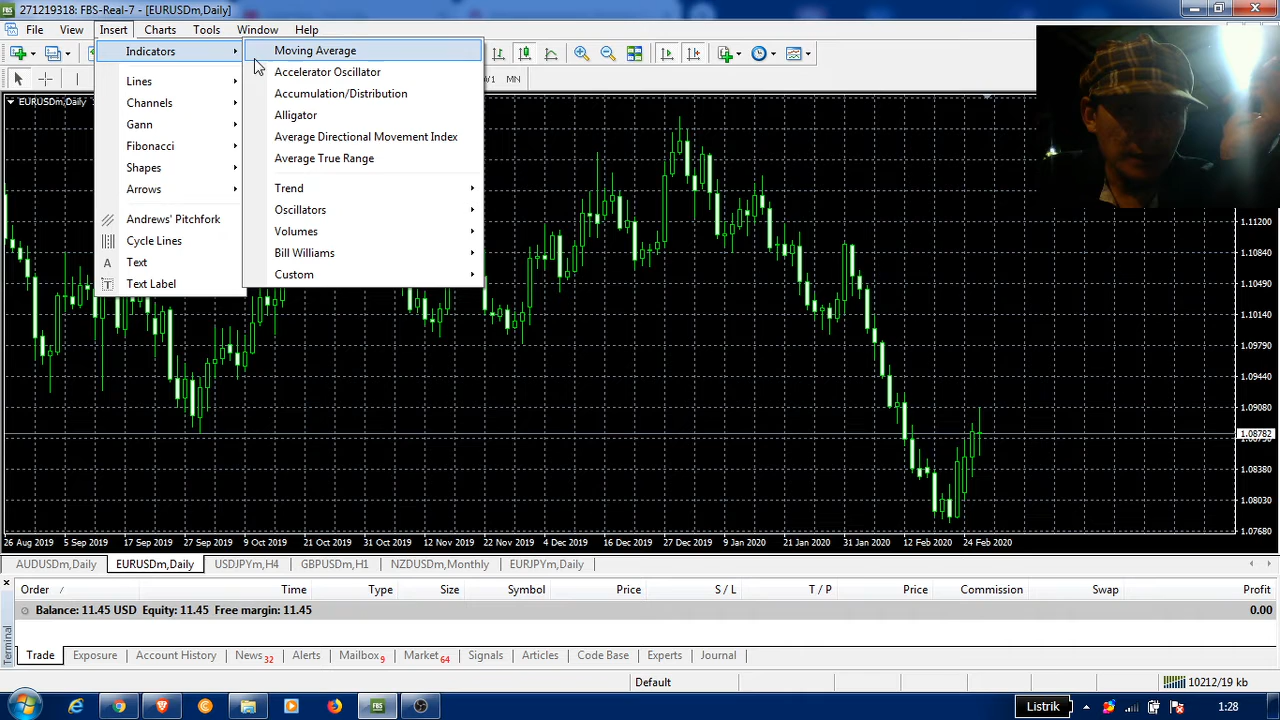 271219318: FBS-Real-7 - [EURUSDm,Daily]
File View Insert Charts Tools Window Help
Indicators
Lines
Channels
Gann
Fibonacci
Shapes
Arrows
Andrews' Pitchfork
Cycle Lines
Text
Text Label
Moving Average
Accelerator Oscillator
Accumulation/Distribution
Alligator
Average Directional Movement Index
Average True Range
Trend
Oscillators
Volumes
Bill Williams
Custom
MN
EURUSDm,Daily
1.11210
1.10840
1.10490
1.10140
1.09790
1.09440
1.09080
1.08762
1.08380
1.08030
1.07680
26 Aug 2019 5 Sep 2019 17 Sep 2019 27 Sep 2019 9 Oct 2019 21 Oct 2019 31 Oct 2019 12 Nov 2019 22 Nov 2019 4 Dec 2019 16 Dec 2019 27 Dec 2019 9 Jan 2020 21 Jan 2020 31 Jan 2020 12 Feb 2020 24 Feb 2020
AUDUSDm,Daily EURUSDm,Daily USDJPYm,H4 GBPUSDm,H1 NZDUSDm,Monthly EURJPYm,Daily
Order / Time Type Size Symbol Price S / L T / P Price Commission Swap Profit
Balance: 11.45 USD Equity: 11.45 Free margin: 11.45 0.00
Terminal
Trade Exposure Account History News 32 Alerts Mailbox 9 Market 64 Signals Articles Code Base Experts Journal
Default 10212/19 kb
FBS Listrik 1:28